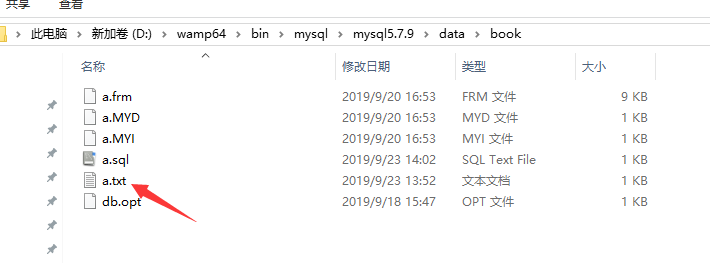 共享 查看
此电脑 › 新加卷 (D:) › wamp64 › bin › mysql › mysql5.7.9 › data › book
名称 修改日期 类型 大小
a.frm 2019/9/20 16:53 FRM 文件 9 KB
a.MYD 2019/9/20 16:53 MYD 文件 1 KB
a.MYI 2019/9/20 16:53 MYI 文件 1 KB
a.sql 2019/9/23 14:02 SQL Text File 1 KB
a.txt 2019/9/23 13:52 文本文档 1 KB
db.opt 2019/9/18 15:47 OPT 文件 1 KB